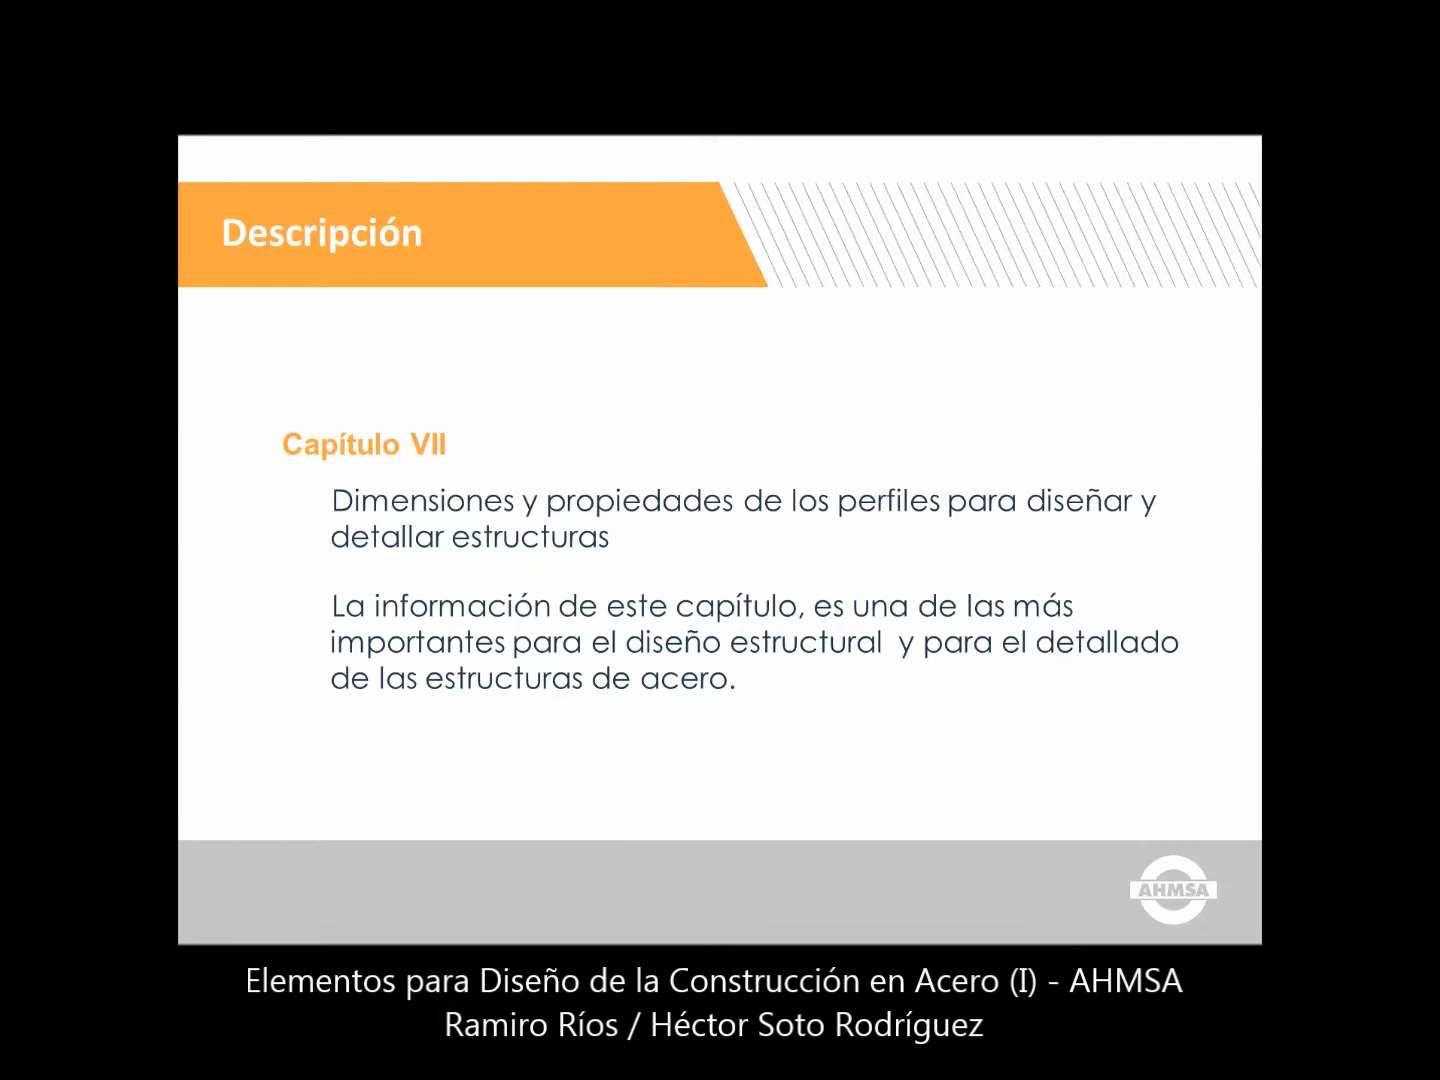 Descripción
Capítulo VII
Dimensiones y propiedades de los perfiles para diseñar y
detallar estructuras
La información de este capítulo, es una de las más
importantes para el diseño estructural y para el detallado
de las estructuras de acero.
AHMSA
Elementos para Diseño de la Construcción en Acero (I) - AHMSA
Ramiro Ríos / Héctor Soto Rodríguez